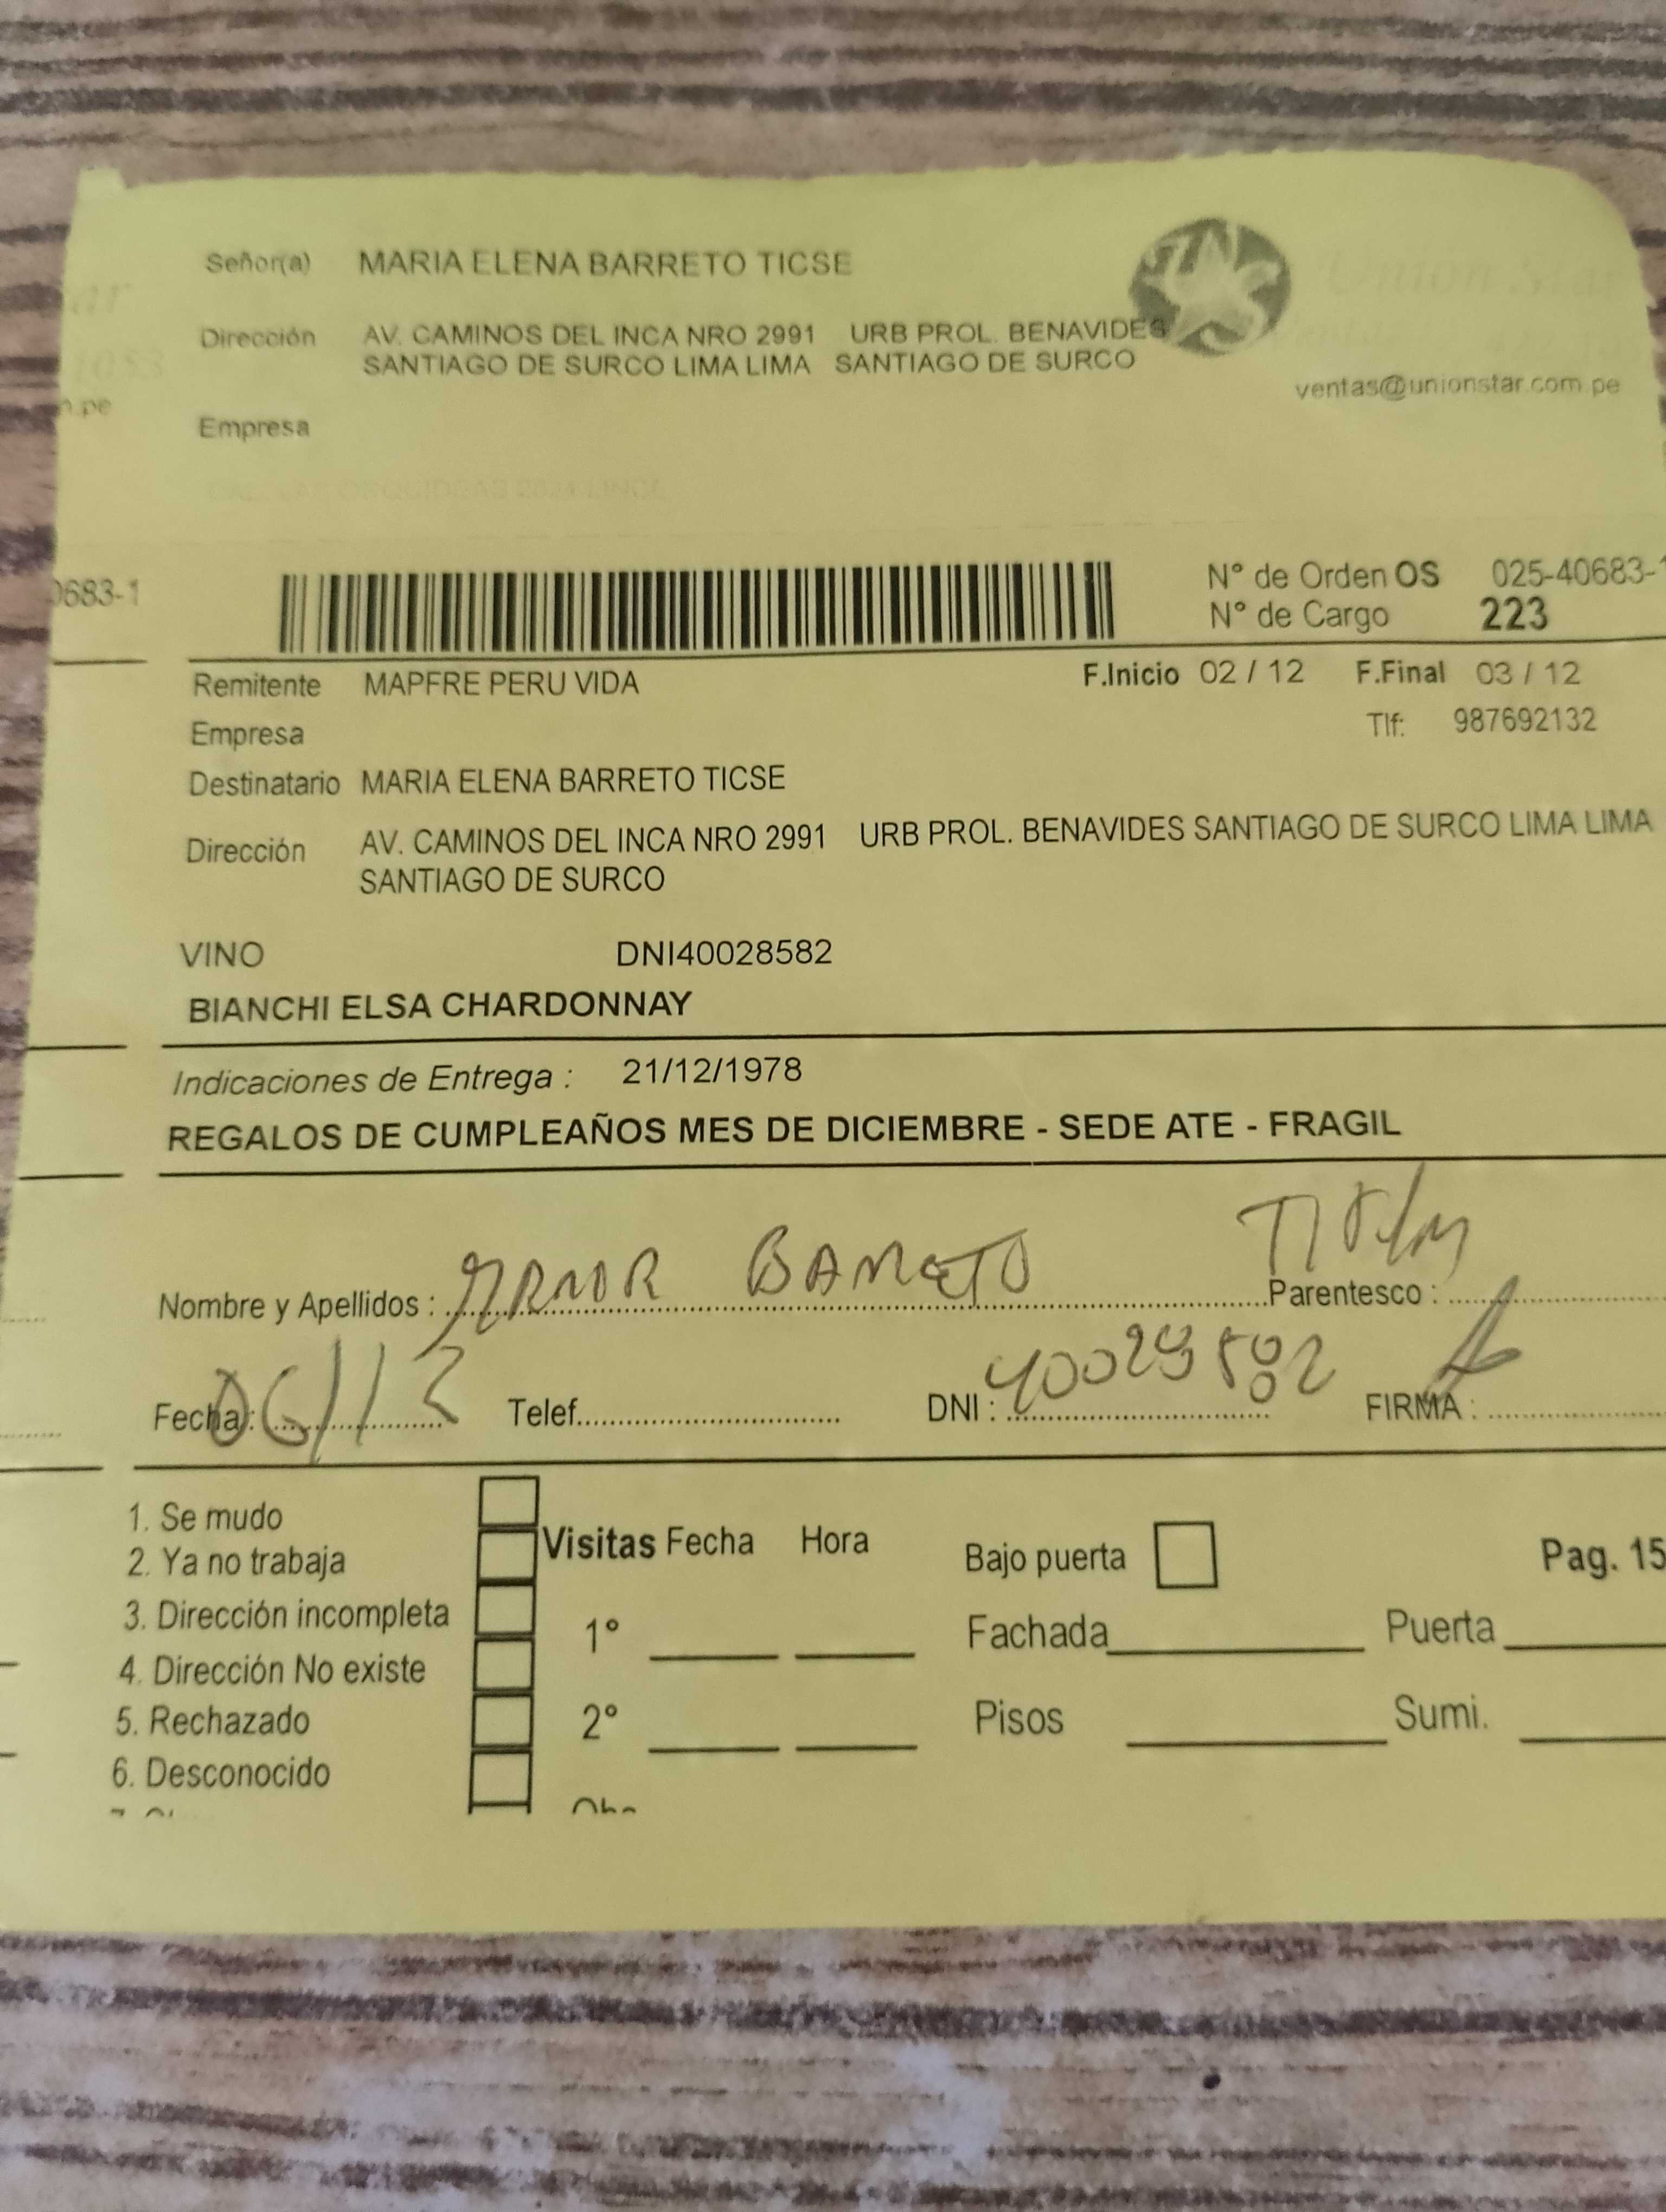 Señor(a) MARIA ELENA BARRETO TICSE
Dirección AV. CAMINOS DEL INCA NRO 2991 URB PROL. BENAVIDES
SANTIAGO DE SURCO LIMA LIMA SANTIAGO DE SURCO
n.pe ventas@unionstar.com.pe
Empresa
0683-1 N° de Orden OS 025-40683-1
N° de Cargo 223
Remitente MAPFRE PERU VIDA F.Inicio 02 / 12 F.Final 03 / 12
Empresa Tlf: 987692132
Destinatario MARIA ELENA BARRETO TICSE
Dirección AV. CAMINOS DEL INCA NRO 2991 URB PROL. BENAVIDES SANTIAGO DE SURCO LIMA LIMA
SANTIAGO DE SURCO
VINO DNI40028582
BIANCHI ELSA CHARDONNAY
Indicaciones de Entrega : 21/12/1978
REGALOS DE CUMPLEAÑOS MES DE DICIEMBRE - SEDE ATE - FRAGIL
Nombre y Apellidos : BARRETO Parentesco :
Fecha: 06/12 Telef. DNI : FIRMA :
1. Se mudo
2. Ya no trabaja Visitas Fecha Hora Bajo puerta Pag. 15
3. Dirección incompleta 1° Fachada Puerta
4. Dirección No existe
5. Rechazado 2° Pisos Sumi.
6. Desconocido